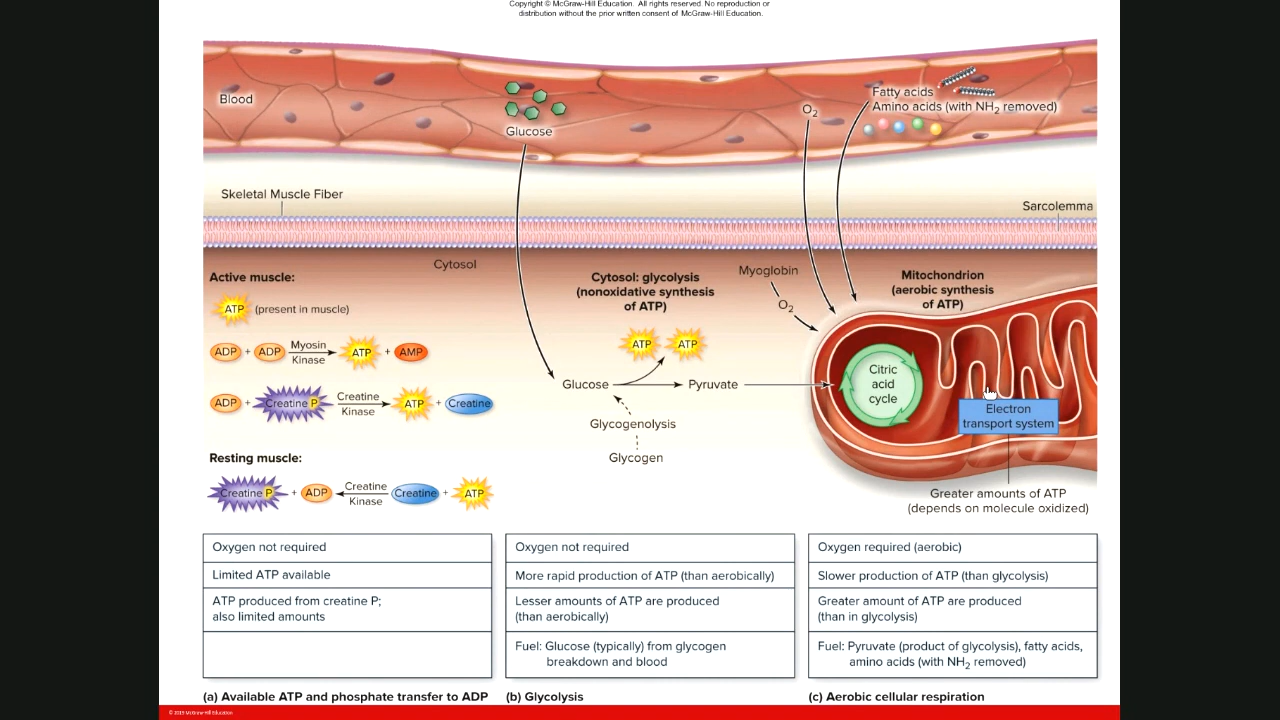 Copyright © McGraw-Hill Education. All rights reserved. No reproduction or
distribution without the prior written consent of McGraw-Hill Education.
Blood
Glucose
O2
Fatty acids
Amino acids (with NH2 removed)
Skeletal Muscle Fiber
Sarcolemma
Cytosol
Active muscle:
ATP (present in muscle)
ADP + ADP Myosin Kinase ATP + AMP
ADP + Creatine P Creatine Kinase ATP + Creatine
Resting muscle:
Creatine P + ADP Creatine Kinase Creatine + ATP
Cytosol: glycolysis
(nonoxidative synthesis
of ATP)
ATP ATP
Glucose
Pyruvate
Glycogenolysis
Glycogen
Myoglobin
O2
Mitochondrion
(aerobic synthesis
of ATP)
Citric
acid
cycle
Electron
transport system
Greater amounts of ATP
(depends on molecule oxidized)
Oxygen not required
Limited ATP available
ATP produced from creatine P;
also limited amounts
(a) Available ATP and phosphate transfer to ADP
Oxygen not required
More rapid production of ATP (than aerobically)
Lesser amounts of ATP are produced
(than aerobically)
Fuel: Glucose (typically) from glycogen
breakdown and blood
(b) Glycolysis
Oxygen required (aerobic)
Slower production of ATP (than glycolysis)
Greater amount of ATP are produced
(than in glycolysis)
Fuel: Pyruvate (product of glycolysis), fatty acids,
amino acids (with NH2 removed)
(c) Aerobic cellular respiration
© 2019 McGraw-Hill Education